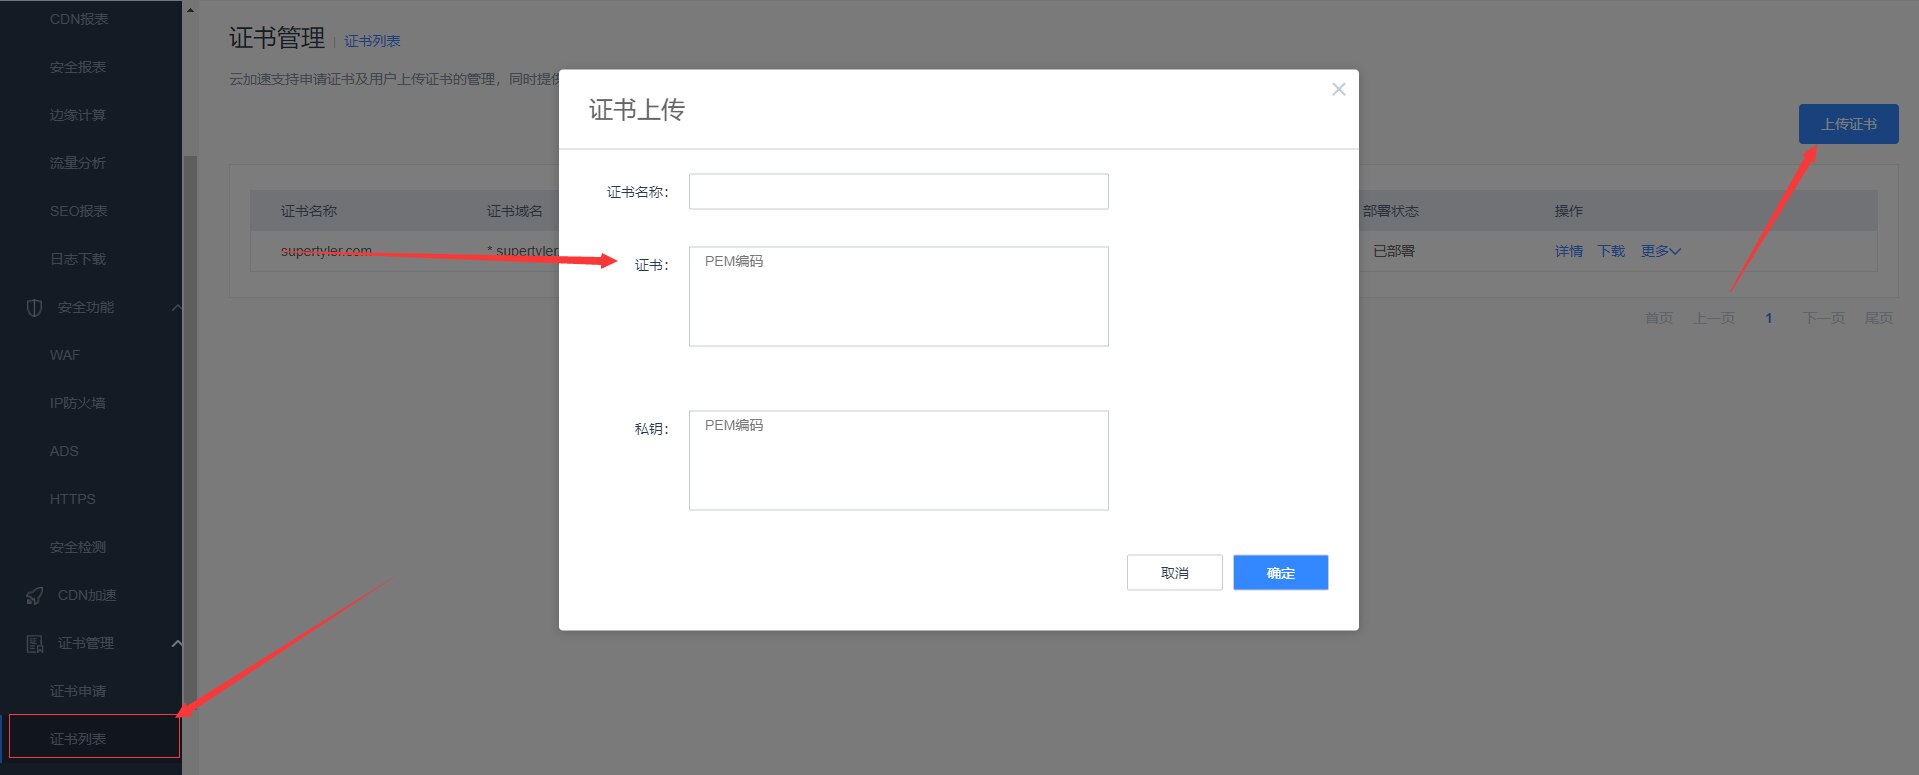 CDN报表
安全报表
边缘计算
流量分析
SEO报表
日志下载
安全功能
WAF
IP防火墙
ADS
HTTPS
安全检测
CDN加速
证书管理
证书申请
证书列表
证书管理 | 证书列表
云加速支持申请证书及用户上传证书的管理，同时提供
上传证书
证书名称 证书域名 部署状态 操作
supertyler.com *.supertyler 已部署 详情 下载 更多
首页 上一页 1 下一页 尾页
证书上传
证书名称：
证书： PEM编码
私钥： PEM编码
取消 确定